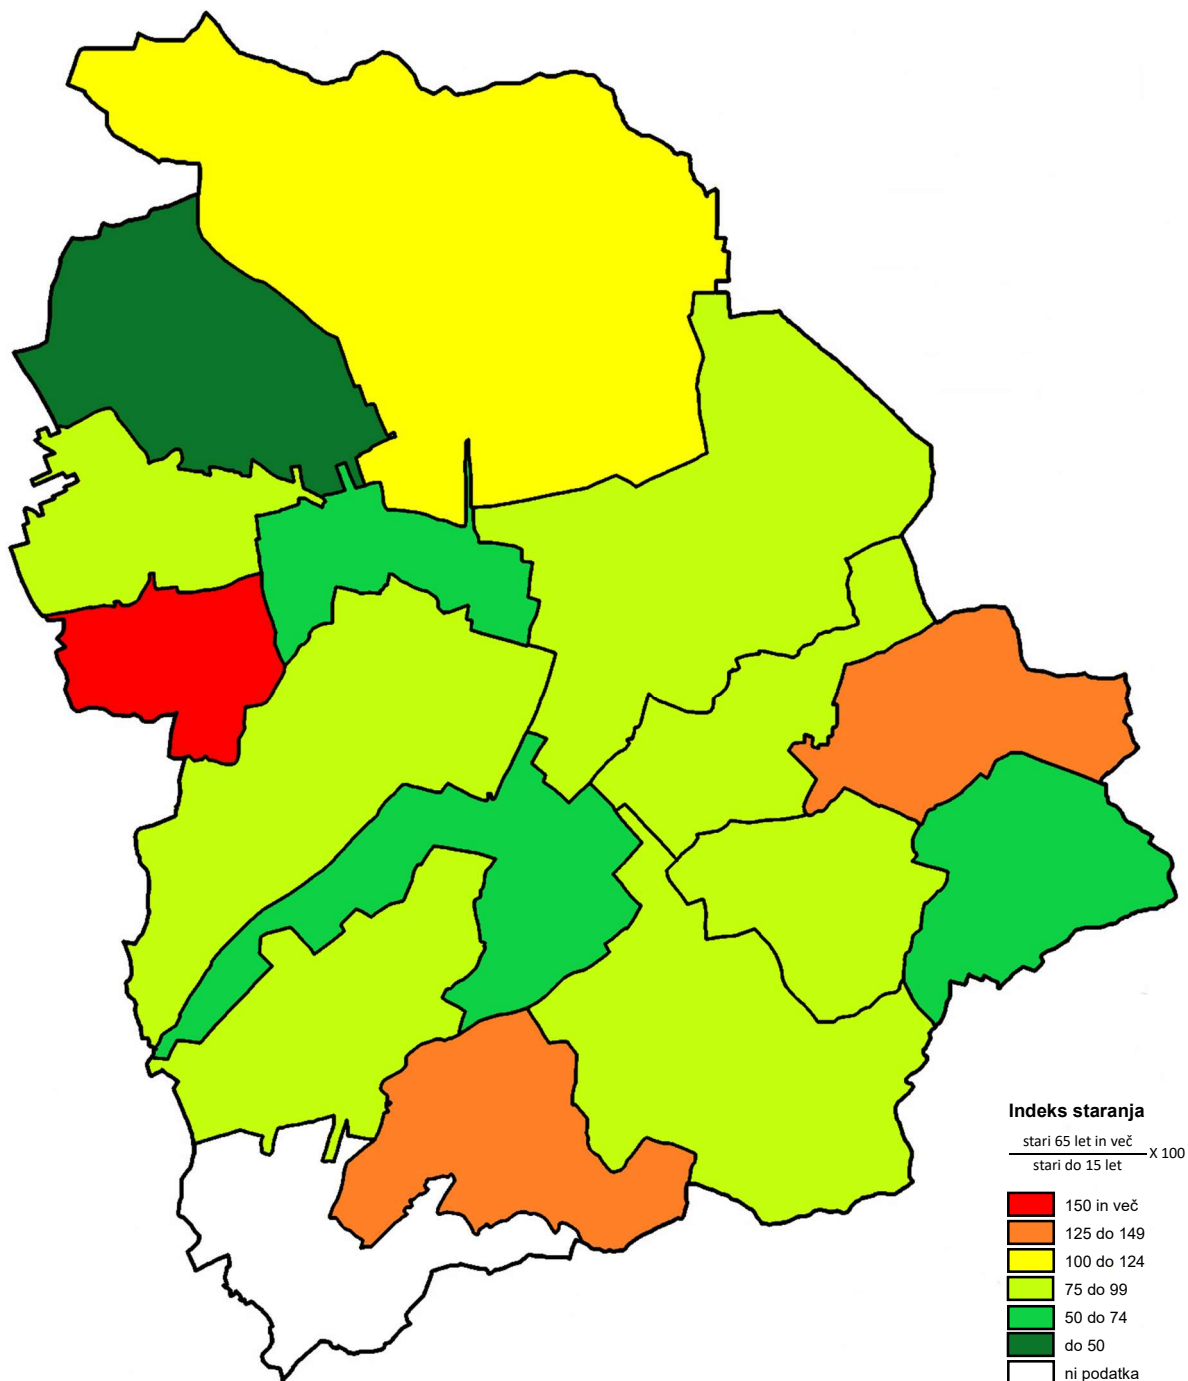 Indeks staranja
stari 65 let in več
stari do 15 let
X 100
150 in več
125 do 149
100 do 124
75 do 99
50 do 74
do 50
ni podatka